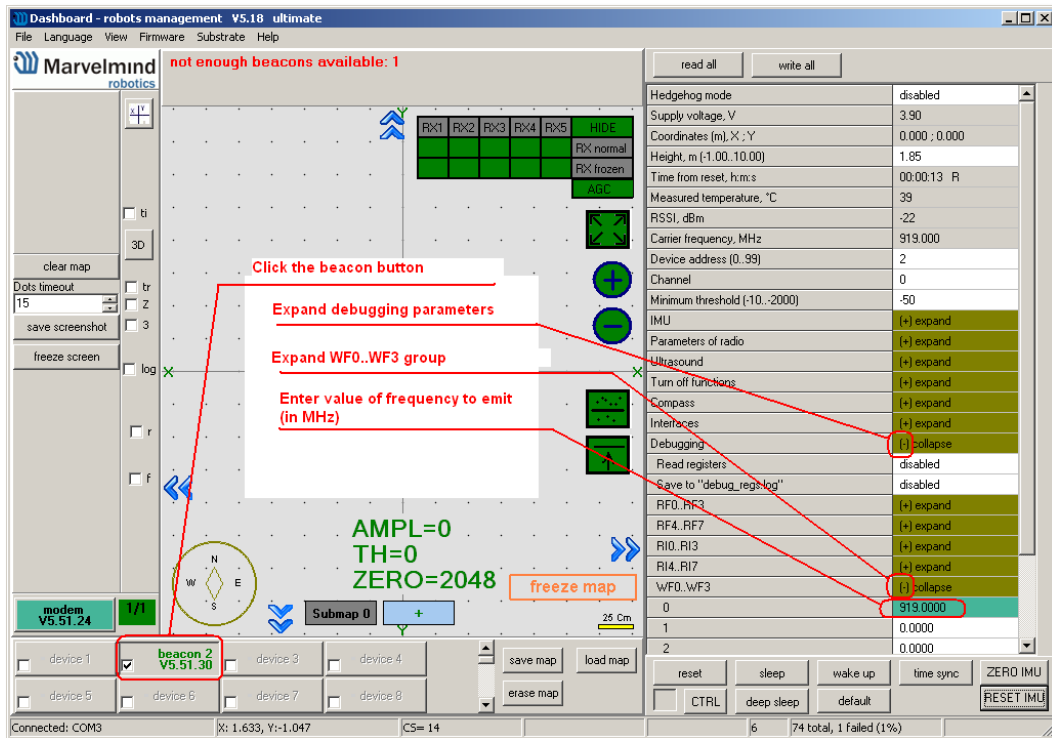 Dashboard - robots management V5.18 ultimate
File Language View Firmware Substrate Help
Marvelmind
robotics
not enough beacons available: 1
read all
write all
RX1 RX2 RX3 RX4 RX5 HIDE
RX normal
RX frozen
AGC
ti
3D
clear map
Dots timeout
15
tr
Z
save screenshot
3
freeze screen
log
r
f
Click the beacon button
Expand debugging parameters
Expand WF0..WF3 group
Enter value of frequency to emit
(in MHz)
AMPL=0
TH=0
ZERO=2048
freeze map
N
W E
S
modem
V5.51.24
1/1
Submap 0
+
25 Cm
Hedgehog mode disabled
Supply voltage, V 3.90
Coordinates (m), X ; Y 0.000 ; 0.000
Height, m (-1.00..10.00) 1.85
Time from reset, h:m:s 00:00:13 R
Measured temperature, °C 39
RSSI, dBm -22
Carrier frequency, MHz 919.000
Device address (0..99) 2
Channel 0
Minimum threshold (-10..-2000) -50
IMU (+) expand
Parameters of radio (+) expand
Ultrasound (+) expand
Turn off functions (+) expand
Compass (+) expand
Interfaces (+) expand
Debugging (-) collapse
Read registers disabled
Save to "debug_regs.log" disabled
RF0..RF3 (+) expand
RF4..RF7 (+) expand
RI0..RI3 (+) expand
RI4..RI7 (+) expand
WF0..WF3 (-) collapse
0 919.0000
1 0.0000
2 0.0000
device 1
beacon 2
V5.51.30
device 3
device 4
device 5
device 6
device 7
device 8
save map
load map
erase map
reset
sleep
wake up
time sync
ZERO IMU
CTRL
deep sleep
default
RESET IMU
Connected: COM3
X: 1.633, Y:-1.047
CS= 14
6
74 total, 1 failed (1%)